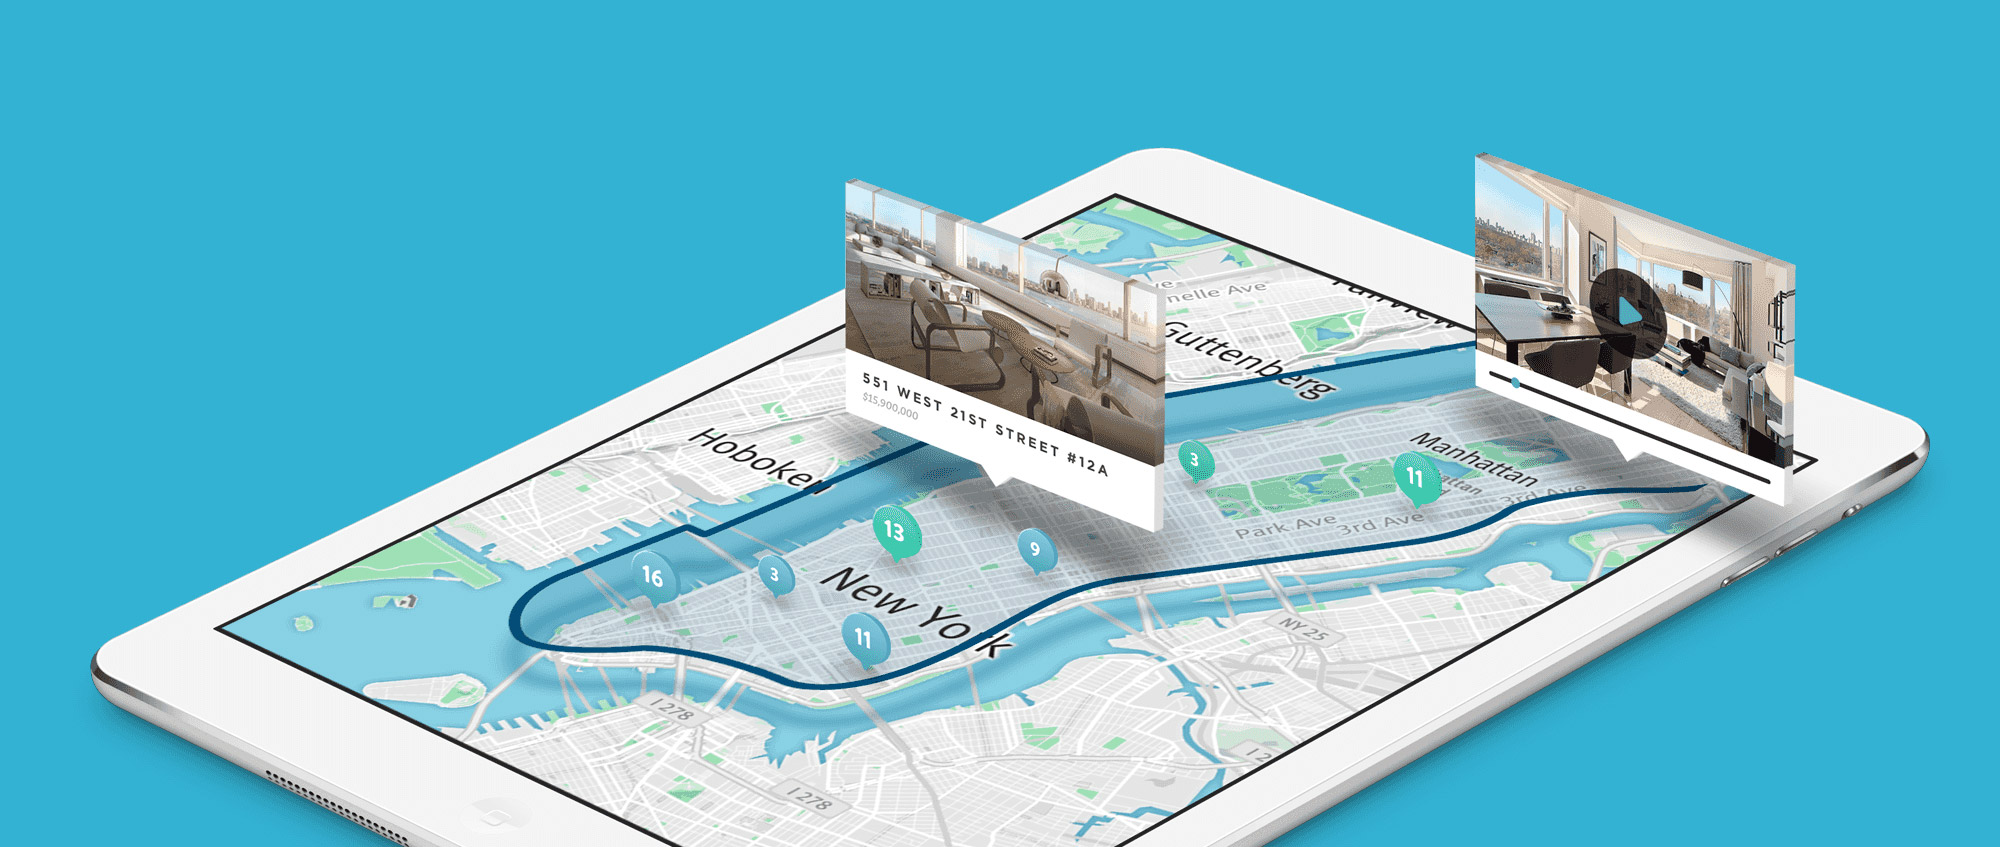 nelle Ave
Fairview
Guttenberg
551 WEST 21ST STREET #12A
$15,900,000
Hoboken
Manhattan
3
11
3rd Ave
Park Ave
3rd Ave
13
9
16
3
New York
11
NY 25
I 278
I 278